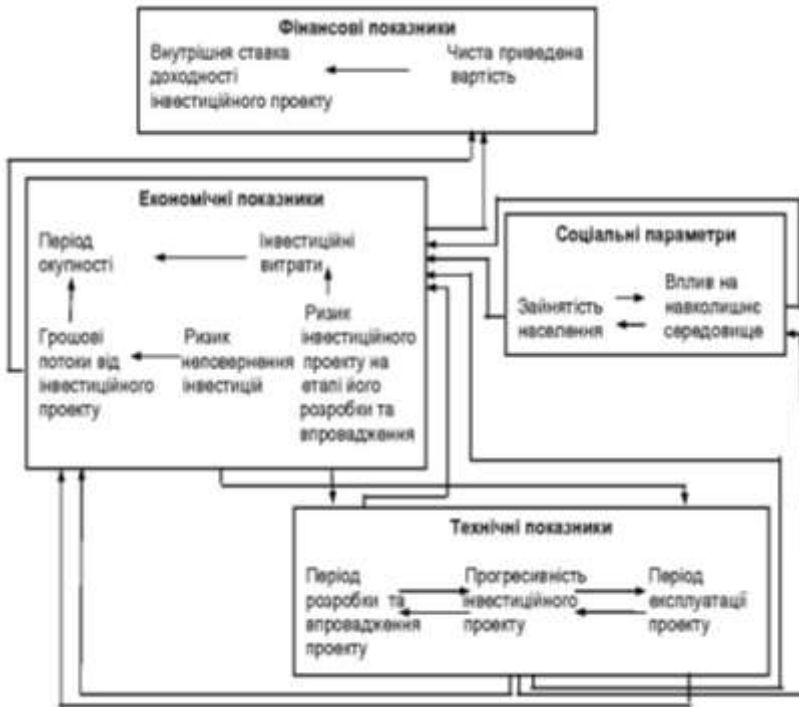 Фінансові показники
Внутрішня ставка
доходності
інвестиційного проекту
Чиста приведена
вартість
Економічні показники
Період
окупності
Інвестиційні
витрати
Грошові
потоки від
інвестиційного
проекту
Ризик
неповернення
інвестицій
Ризик
інвестиційного
проекту на
етапі його
розробки та
впровадження
Соціальні параметри
Зайнятість
населення
Вплив на
навколишнє
середовище
Технічні показники
Період
розробки та
впровадження
проекту
Прогресивність
інвестиційного
проекту
Період
експлуатації
проекту